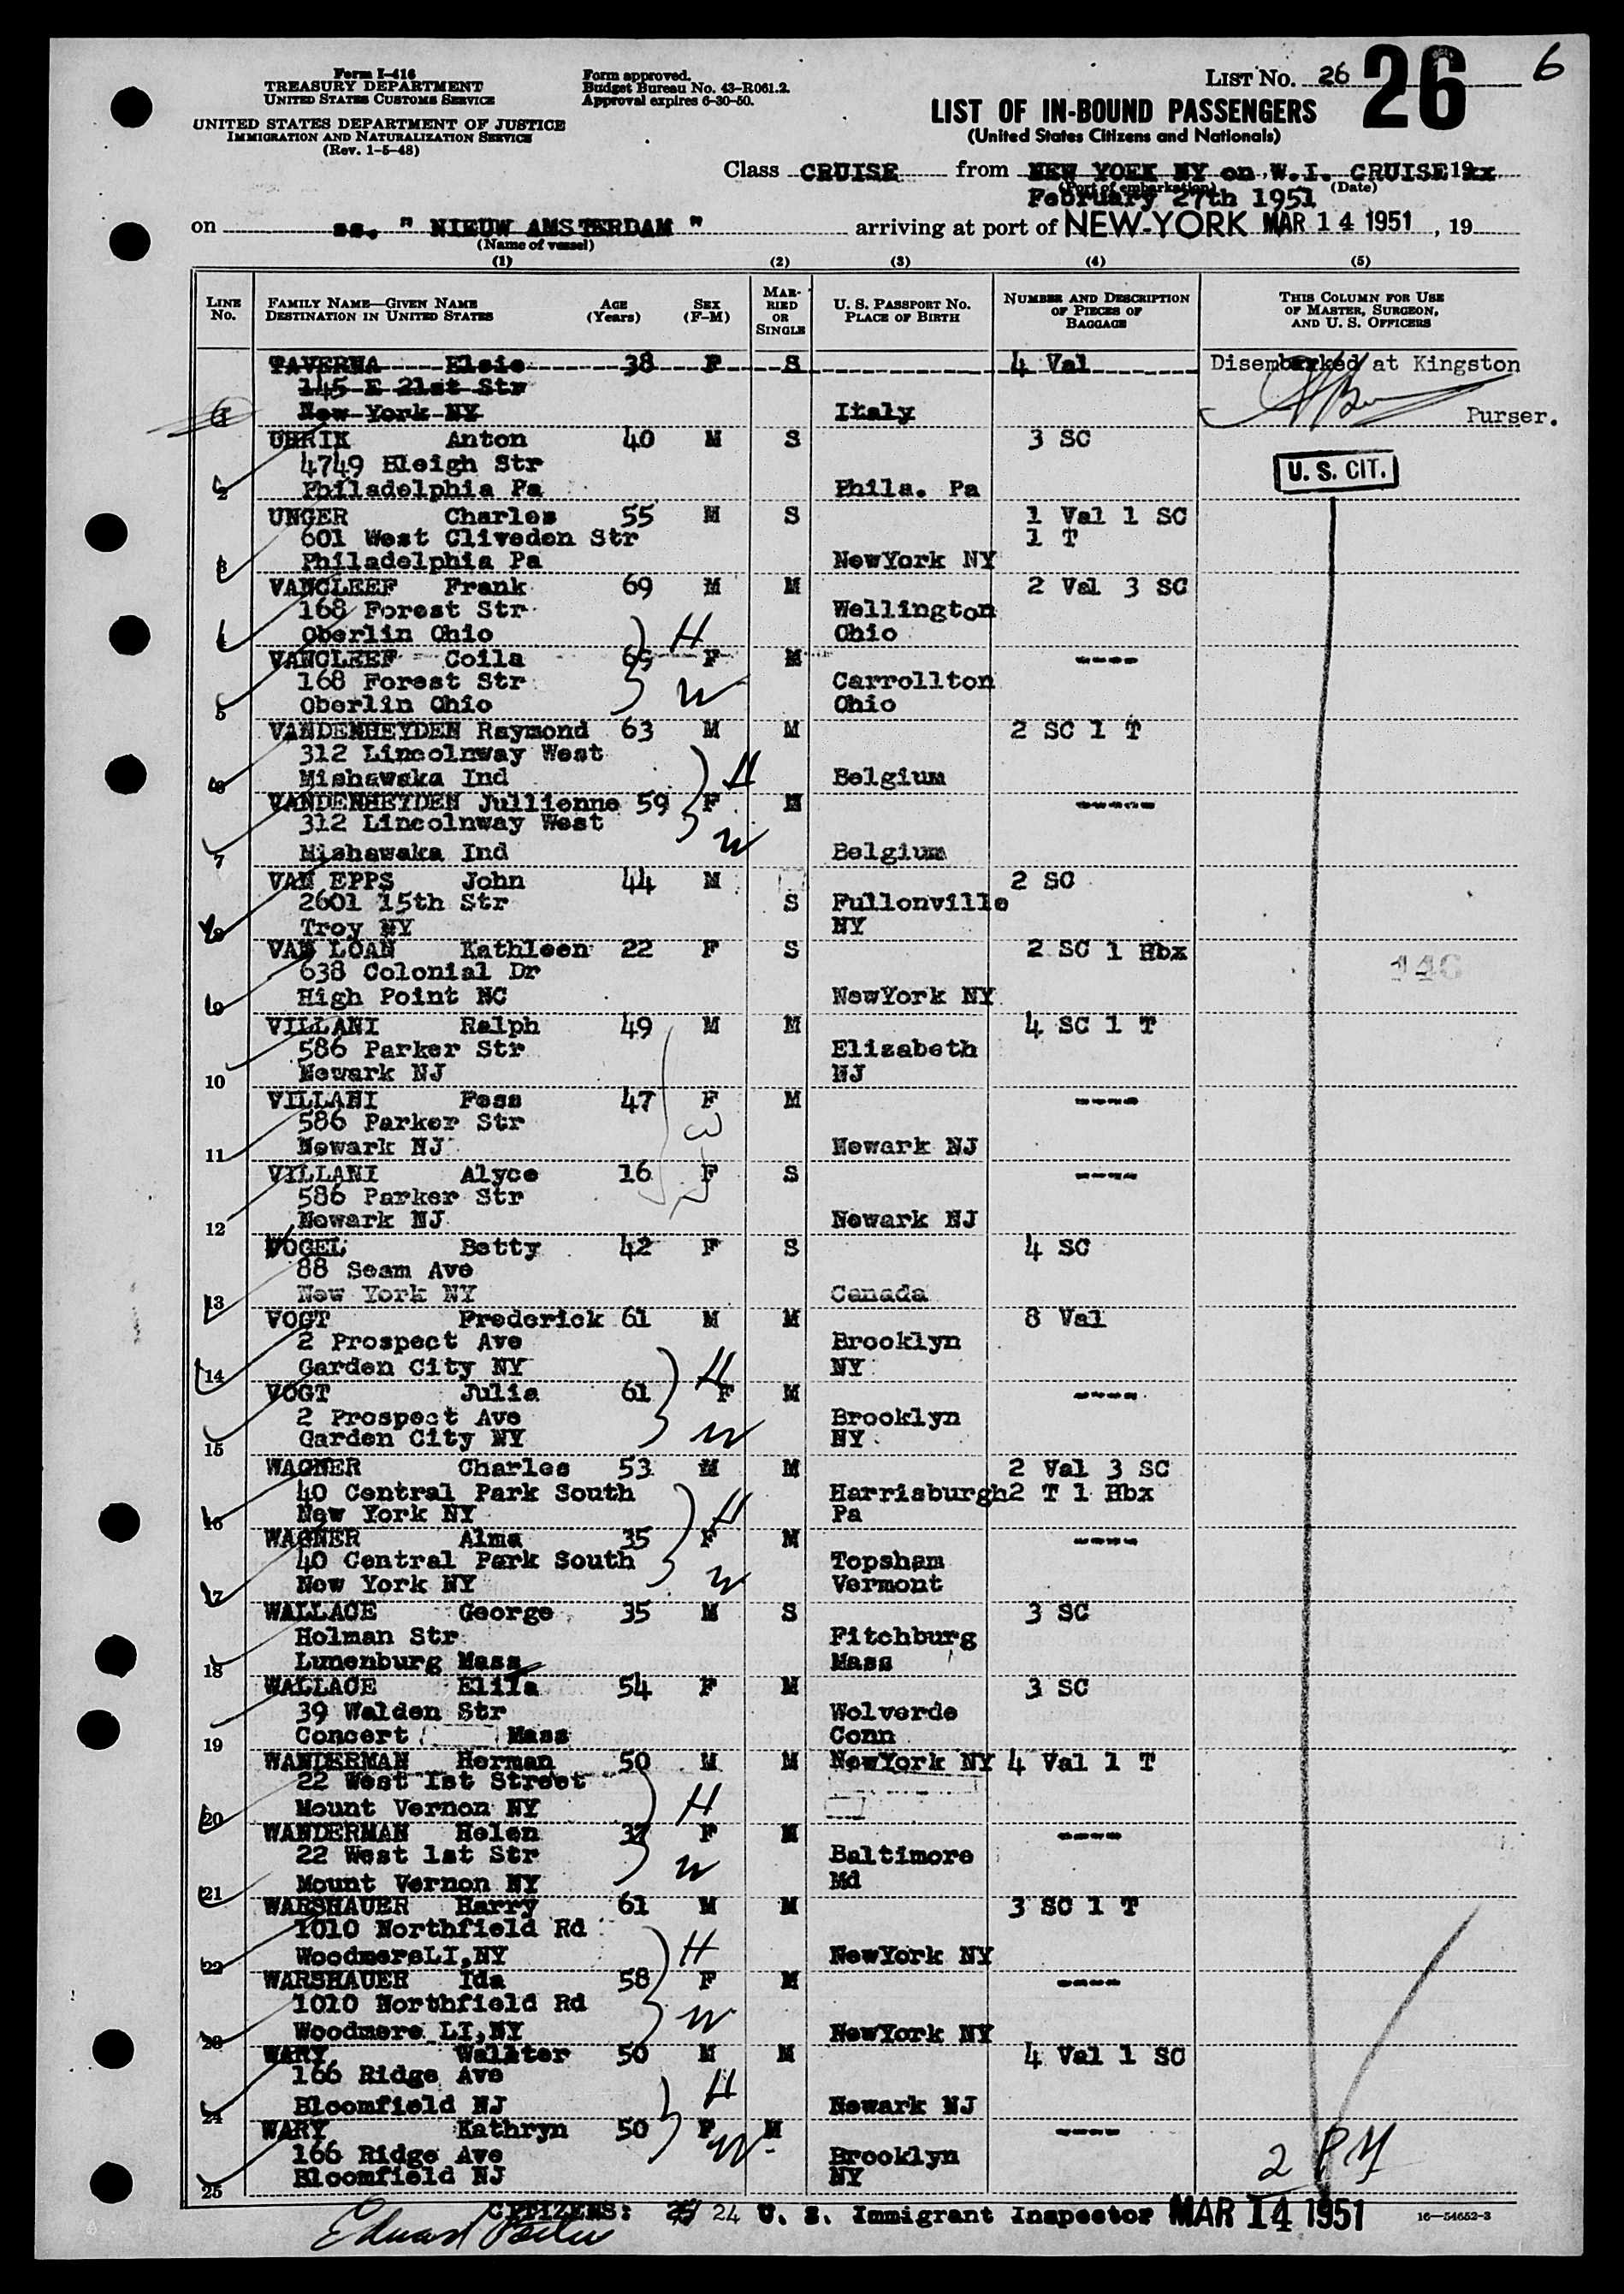 Form I-416
TREASURY DEPARTMENT
UNITED STATES CUSTOMS SERVICE
UNITED STATES DEPARTMENT OF JUSTICE
IMMIGRATION AND NATURALIZATION SERVICE
(Rev. 1-5-48)
Form approved.
Budget Bureau No. 43-R061.2.
Approval expires 6-30-50.
LIST NO. 26 26 6
LIST OF IN-BOUND PASSENGERS
(United States Citizens and Nationals)
Class CRUISE from NEW YORK NY on W.I. CRUISE 19xx
(Port of embarkation) (Date)
February 27th 1951
on ss. " NIEUW AMSTERDAM " arriving at port of NEW-YORK MAR 14 1951, 19
(Name of vessel)
(1) (2) (3) (4) (5)
LINE NO. FAMILY NAME—GIVEN NAME DESTINATION IN UNITED STATES AGE (Years) SEX (F-M) MARRIED OR SINGLE U. S. PASSPORT NO. PLACE OF BIRTH NUMBER AND DESCRIPTION OF PIECES OF BAGGAGE THIS COLUMN FOR USE OF MASTER, SURGEON, AND U. S. OFFICERS
TAVERNA Elsie 38 F S 4 Val Disembarked at Kingston
145 E 21st Str
1 New York NY Italy Purser.
UHRIK Anton 40 M S 3 SC
4749 Bleigh Str U. S. CIT.
2 Philadelphia Pa Phila. Pa
UNGER Charles 55 M S 1 Val 1 SC
601 West Cliveden Str 1 T
3 Philadelphia Pa NewYork NY
VANCLEEF Frank 69 M M 2 Val 3 SC
168 Forest Str Wellington
4 Oberlin Ohio Ohio H
VANCLEEF Coila 65 F M ----
168 Forest Str Carrollton W
5 Oberlin Ohio Ohio
VANDENHEYDEN Raymond 63 M M 2 SC 1 T
312 Lincolnway West
6 Mishawaka Ind Belgium H
VANDENHEYDEN Jullienne 59 F M -----
312 Lincolnway West W
7 Mishawaka Ind Belgium
VAN EPPS John 44 M 2 SC
2601 15th Str S Fullonville
8 Troy NY NY
VAN LOAN Kathleen 22 F S 2 SC 1 Hbx
638 Colonial Dr 146
9 High Point NC NewYork NY
VILLANI Ralph 49 M M 4 SC 1 T
586 Parker Str Elizabeth
10 Newark NJ NJ
VILLANI Fess 47 F M ----
586 Parker Str
11 Newark NJ Newark NJ
VILLANI Alyce 16 F S ----
586 Parker Str
12 Newark NJ Newark NJ
VOGEL Betty 42 F S 4 SC
88 Seam Ave
13 New York NY Canada
VOGT Frederick 61 M M 8 Val
2 Prospect Ave Brooklyn
14 Garden City NY NY H
VOGT Julia 61 F M ----
2 Prospect Ave Brooklyn
15 Garden City NY NY W
WAGNER Charles 53 M M 2 Val 3 SC
40 Central Park South Harrisburgh 2 T 1 Hbx
16 New York NY Pa H
WAGNER Alma 35 F M ----
40 Central Park South Topsham
17 New York NY Vermont W
WALLACE George 35 M S 3 SC
Holman Str Fitchburg
18 Lunenburg Mass Mass
WALLACE Elila 54 F M 3 SC
39 Walden Str Wolverde
19 Concert Mass Conn
WANDERMAN Herman 50 M M NewYork NY 4 Val 1 T
22 West 1st Street
20 Mount Vernon NY H
WANDERMAN Helen 37 F M ----
22 West 1st Str Baltimore W
21 Mount Vernon NY Md
WARSHAUER Harry 61 M M 3 SC 1 T
1010 Northfield Rd
22 WoodmereLI,NY NewYork NY H
WARSHAUER Ida 58 F M ----
1010 Northfield Rd W
23 Woodmere LI,NY NewYork NY
WARY Wallter 50 M M 4 Val 1 SC
166 Ridge Ave H
24 Bloomfield NJ Newark NJ
WARY Kathryn 50 F M ----
166 Ridge Ave Brooklyn W
25 Bloomfield NJ NY 2 PM
CITIZENS: 25 24 U. S. Immigrant Inspector MAR 14 1951 16—54652-3